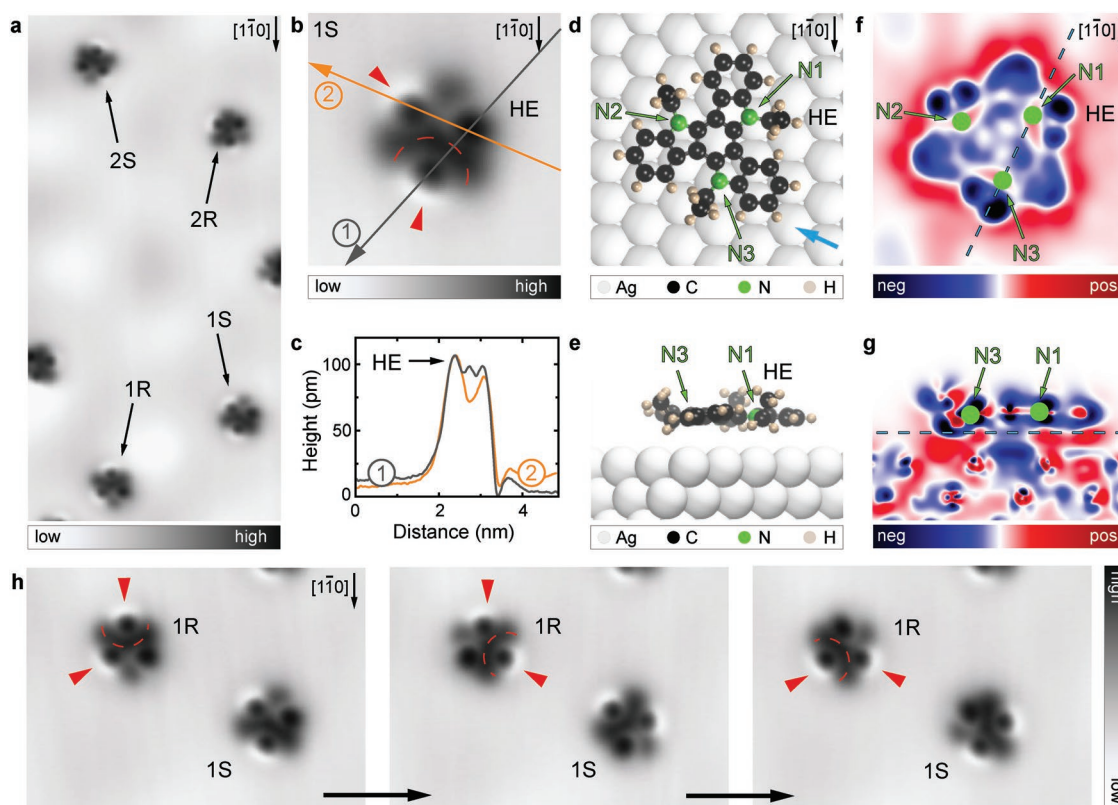 a
[11̄0]
2S
2R
1S
1R
low high
b 1S [11̄0]
2
HE
1
low high
c
HE
Height (pm)
100
75
50
25
0
1 2
0 2 4
Distance (nm)
d [11̄0]
N1
N2
HE
N3
Ag C N H
e
N3 N1 HE
Ag C N H
f [11̄0]
N1
N2
HE
N3
neg pos
g
N3 N1
neg pos
h
[11̄0]
1R
1S
1R
1S
1R
1S
high
low